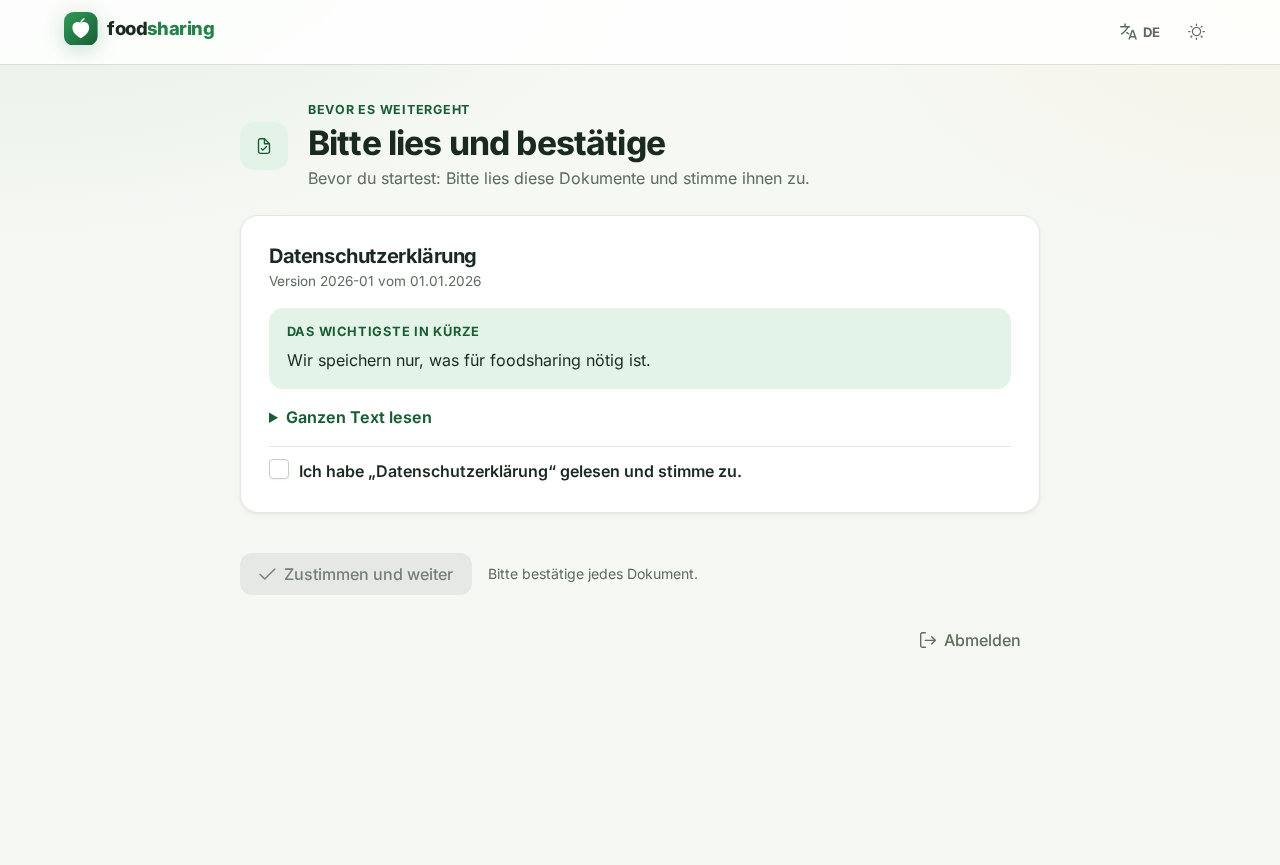 foodsharing
DE
BEVOR ES WEITERGEHT
Bitte lies und bestätige
Bevor du startest: Bitte lies diese Dokumente und stimme ihnen zu.
Datenschutzerklärung
Version 2026-01 vom 01.01.2026
DAS WICHTIGSTE IN KÜRZE
Wir speichern nur, was für foodsharing nötig ist.
Ganzen Text lesen
Ich habe „Datenschutzerklärung“ gelesen und stimme zu.
Zustimmen und weiter
Bitte bestätige jedes Dokument.
Abmelden